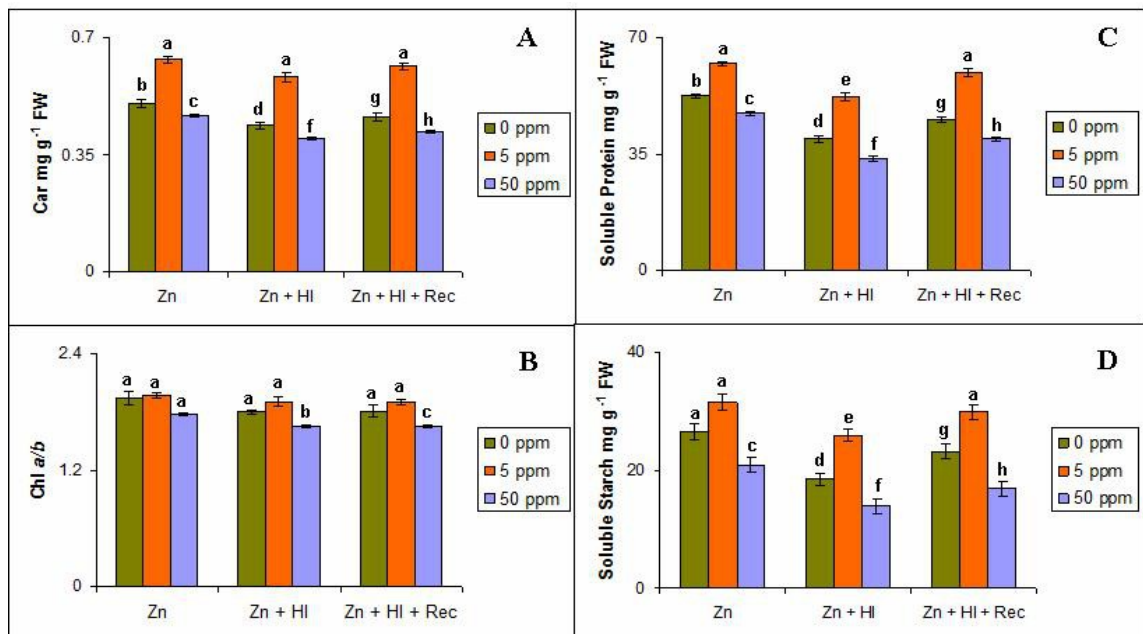 A
Car mg g⁻¹ FW
0.7
0.35
0
b a c
d a f
g a h
Zn
Zn + HI
Zn + HI + Rec
0 ppm
5 ppm
50 ppm
C
Soluble Protein mg g⁻¹ FW
70
35
0
b a c
d e f
g a h
Zn
Zn + HI
Zn + HI + Rec
0 ppm
5 ppm
50 ppm
B
Chl a/b
2.4
1.2
0
a a a
a a b
a a c
Zn
Zn + HI
Zn + HI + Rec
0 ppm
5 ppm
50 ppm
D
Soluble Starch mg g⁻¹ FW
40
20
0
a a c
d e f
g a h
Zn
Zn + HI
Zn + HI + Rec
0 ppm
5 ppm
50 ppm